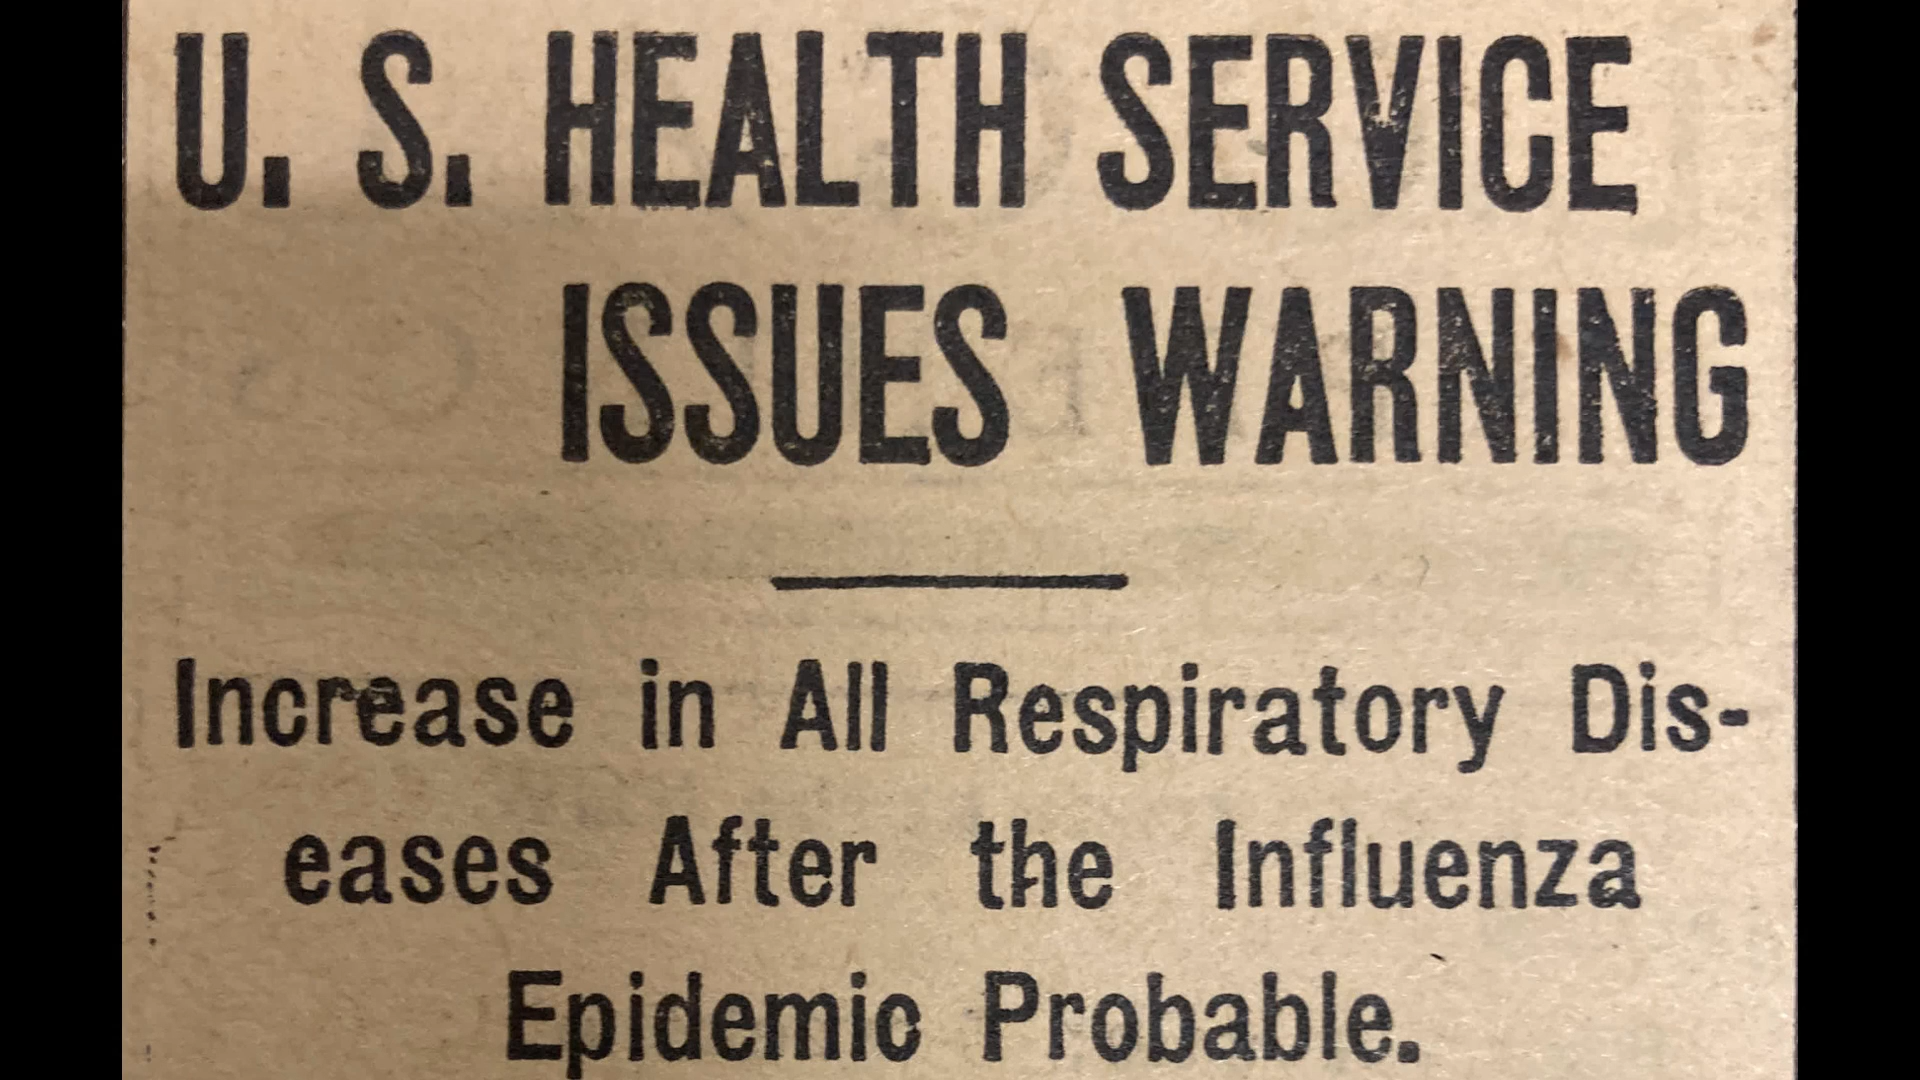 U. S. HEALTH SERVICE
ISSUES WARNING
Increase in All Respiratory Dis-
eases After the Influenza
Epidemic Probable.